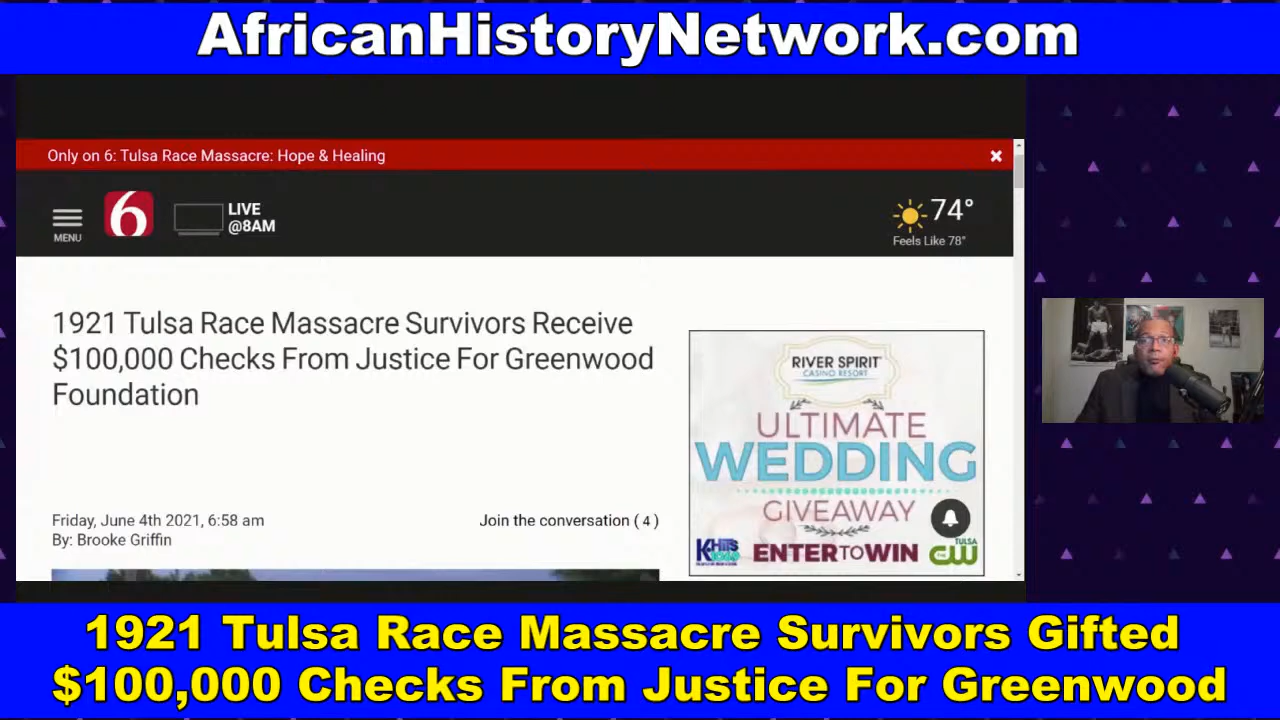 AfricanHistoryNetwork.com
Only on 6: Tulsa Race Massacre: Hope & Healing
MENU
6
LIVE
@8AM
74°
Feels Like 78°
1921 Tulsa Race Massacre Survivors Receive
$100,000 Checks From Justice For Greenwood
Foundation
Friday, June 4th 2021, 6:58 am
Join the conversation ( 4 )
By: Brooke Griffin
RIVER SPIRIT
CASINO RESORT
ULTIMATE
WEDDING
GIVEAWAY
K-HITS
ENTER TO WIN
TULSA
THE CW
1921 Tulsa Race Massacre Survivors Gifted
$100,000 Checks From Justice For Greenwood